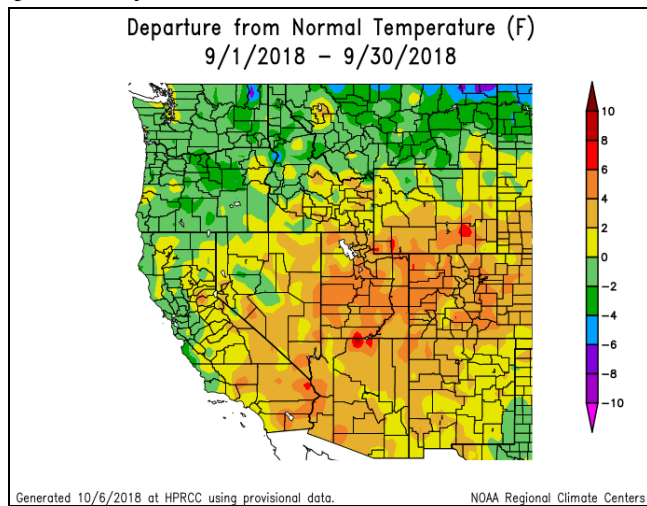 Departure from Normal Temperature (F)
9/1/2018 – 9/30/2018
10
8
6
4
2
0
−2
−4
−6
−8
−10
Generated 10/6/2018 at HPRCC using provisional data.
NOAA Regional Climate Centers